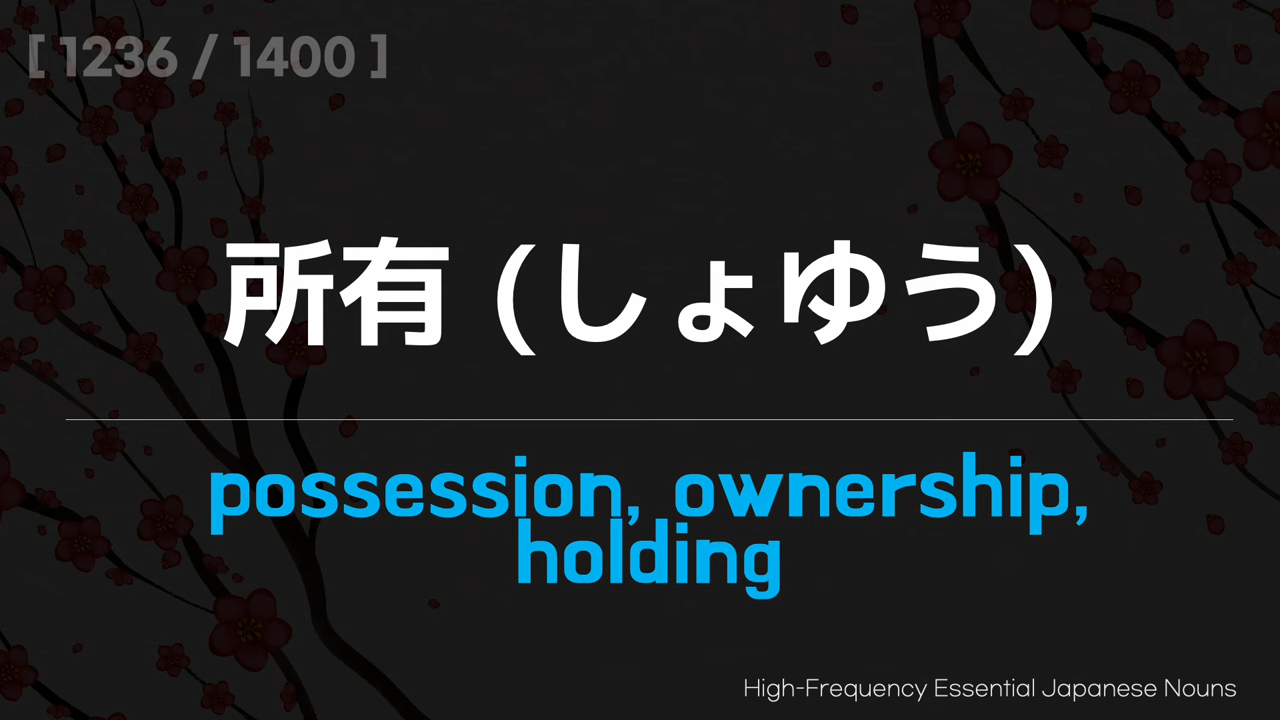 [ 1236 / 1400 ]
所有 (しょゆう)
possession, ownership,
holding
High-Frequency Essential Japanese Nouns